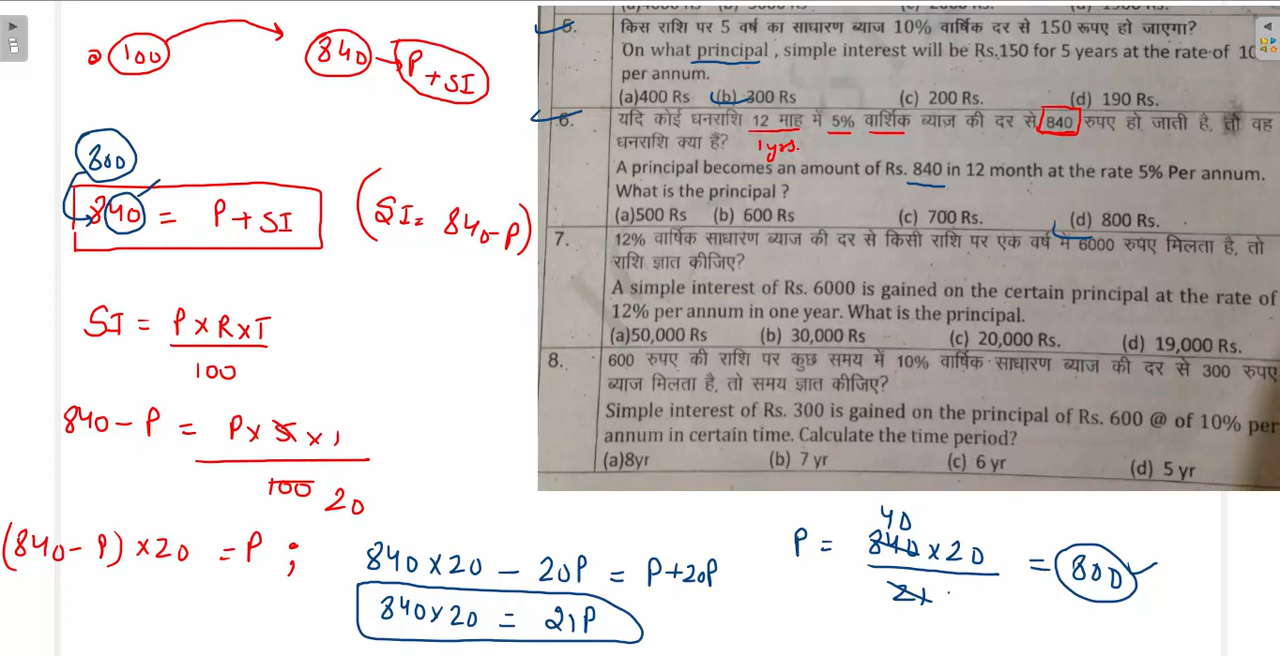 100
840
P
+ SI
800
840 = P + SI
(SI = 840 - P)
SI = P × R × T
100
840 - P = P × 5 × 1
100 20
(840 - P) × 20 = P ;
840 × 20 - 20P = P + 20P
840 × 20 = 21P
40
P = 840 × 20 = 800
21
5. किस राशि पर 5 वर्ष का साधारण ब्याज 10% वार्षिक दर से 150 रूपए हो जाएगा?
On what principal , simple interest will be Rs.150 for 5 years at the rate of 10
per annum.
(a)400 Rs (b) 300 Rs (c) 200 Rs. (d) 190 Rs.
6. यदि कोई धनराशि 12 माह में 5% वार्षिक ब्याज की दर से 840 रुपए हो जाती है, तो वह
धनराशि क्या हैं?
1 yrs.
A principal becomes an amount of Rs. 840 in 12 month at the rate 5% Per annum.
What is the principal ?
(a)500 Rs (b) 600 Rs (c) 700 Rs. (d) 800 Rs.
7. 12% वार्षिक साधारण ब्याज की दर से किसी राशि पर एक वर्ष में 6000 रुपए मिलता है, तो
राशि ज्ञात कीजिए?
A simple interest of Rs. 6000 is gained on the certain principal at the rate of
12% per annum in one year. What is the principal.
(a)50,000 Rs (b) 30,000 Rs (c) 20,000 Rs. (d) 19,000 Rs.
8. 600 रुपए की राशि पर कुछ समय में 10% वार्षिक साधारण ब्याज की दर से 300 रुपए
ब्याज मिलता है, तो समय ज्ञात कीजिए?
Simple interest of Rs. 300 is gained on the principal of Rs. 600 @ of 10% per
annum in certain time. Calculate the time period?
(a)8yr (b) 7 yr (c) 6 yr (d) 5 yr